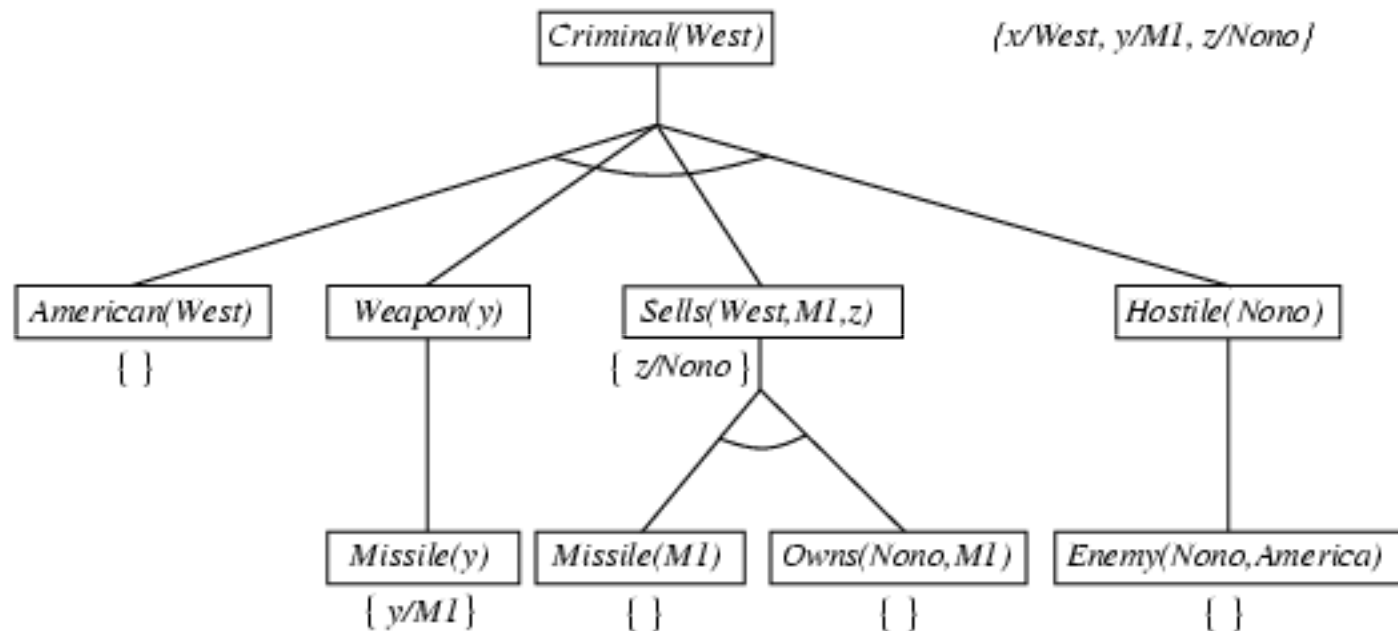 Criminal(West)
{x/West, y/M1, z/Nono}
American(West)
Weapon(y)
Sells(West,M1,z)
Hostile(Nono)
{ }
{ z/Nono }
Missile(y)
Missile(M1)
Owns(Nono,M1)
Enemy(Nono,America)
{ y/M1 }
{ }
{ }
{ }